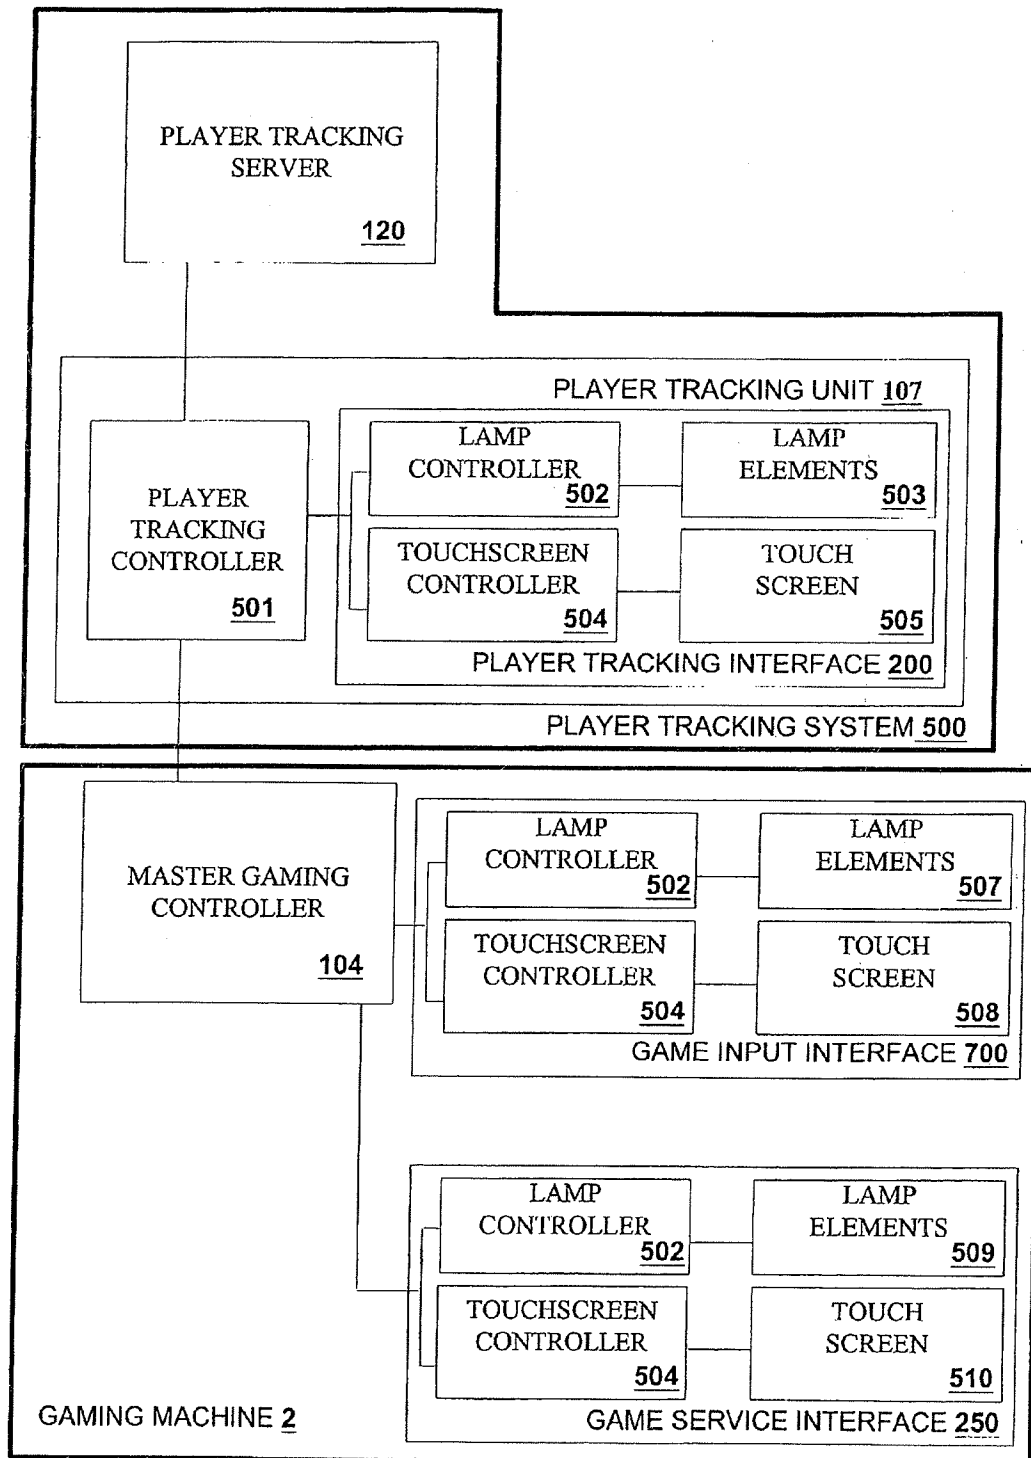 PLAYER TRACKING
SERVER
120
PLAYER TRACKING UNIT 107
PLAYER
TRACKING
CONTROLLER
501
LAMP
CONTROLLER
502
LAMP
ELEMENTS
503
TOUCHSCREEN
CONTROLLER
504
TOUCH
SCREEN
505
PLAYER TRACKING INTERFACE 200
PLAYER TRACKING SYSTEM 500
MASTER GAMING
CONTROLLER
104
LAMP
CONTROLLER
502
LAMP
ELEMENTS
507
TOUCHSCREEN
CONTROLLER
504
TOUCH
SCREEN
508
GAME INPUT INTERFACE 700
LAMP
CONTROLLER
502
LAMP
ELEMENTS
509
TOUCHSCREEN
CONTROLLER
504
TOUCH
SCREEN
510
GAME SERVICE INTERFACE 250
GAMING MACHINE 2